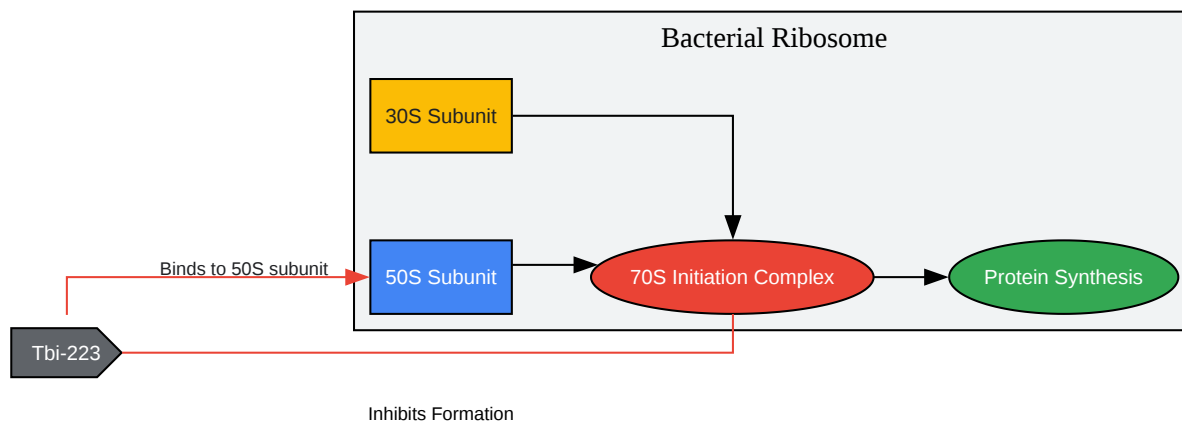 Bacterial Ribosome
30S Subunit
Binds to 50S subunit
50S Subunit
70S Initiation Complex
Protein Synthesis
Tbi-223
Inhibits Formation